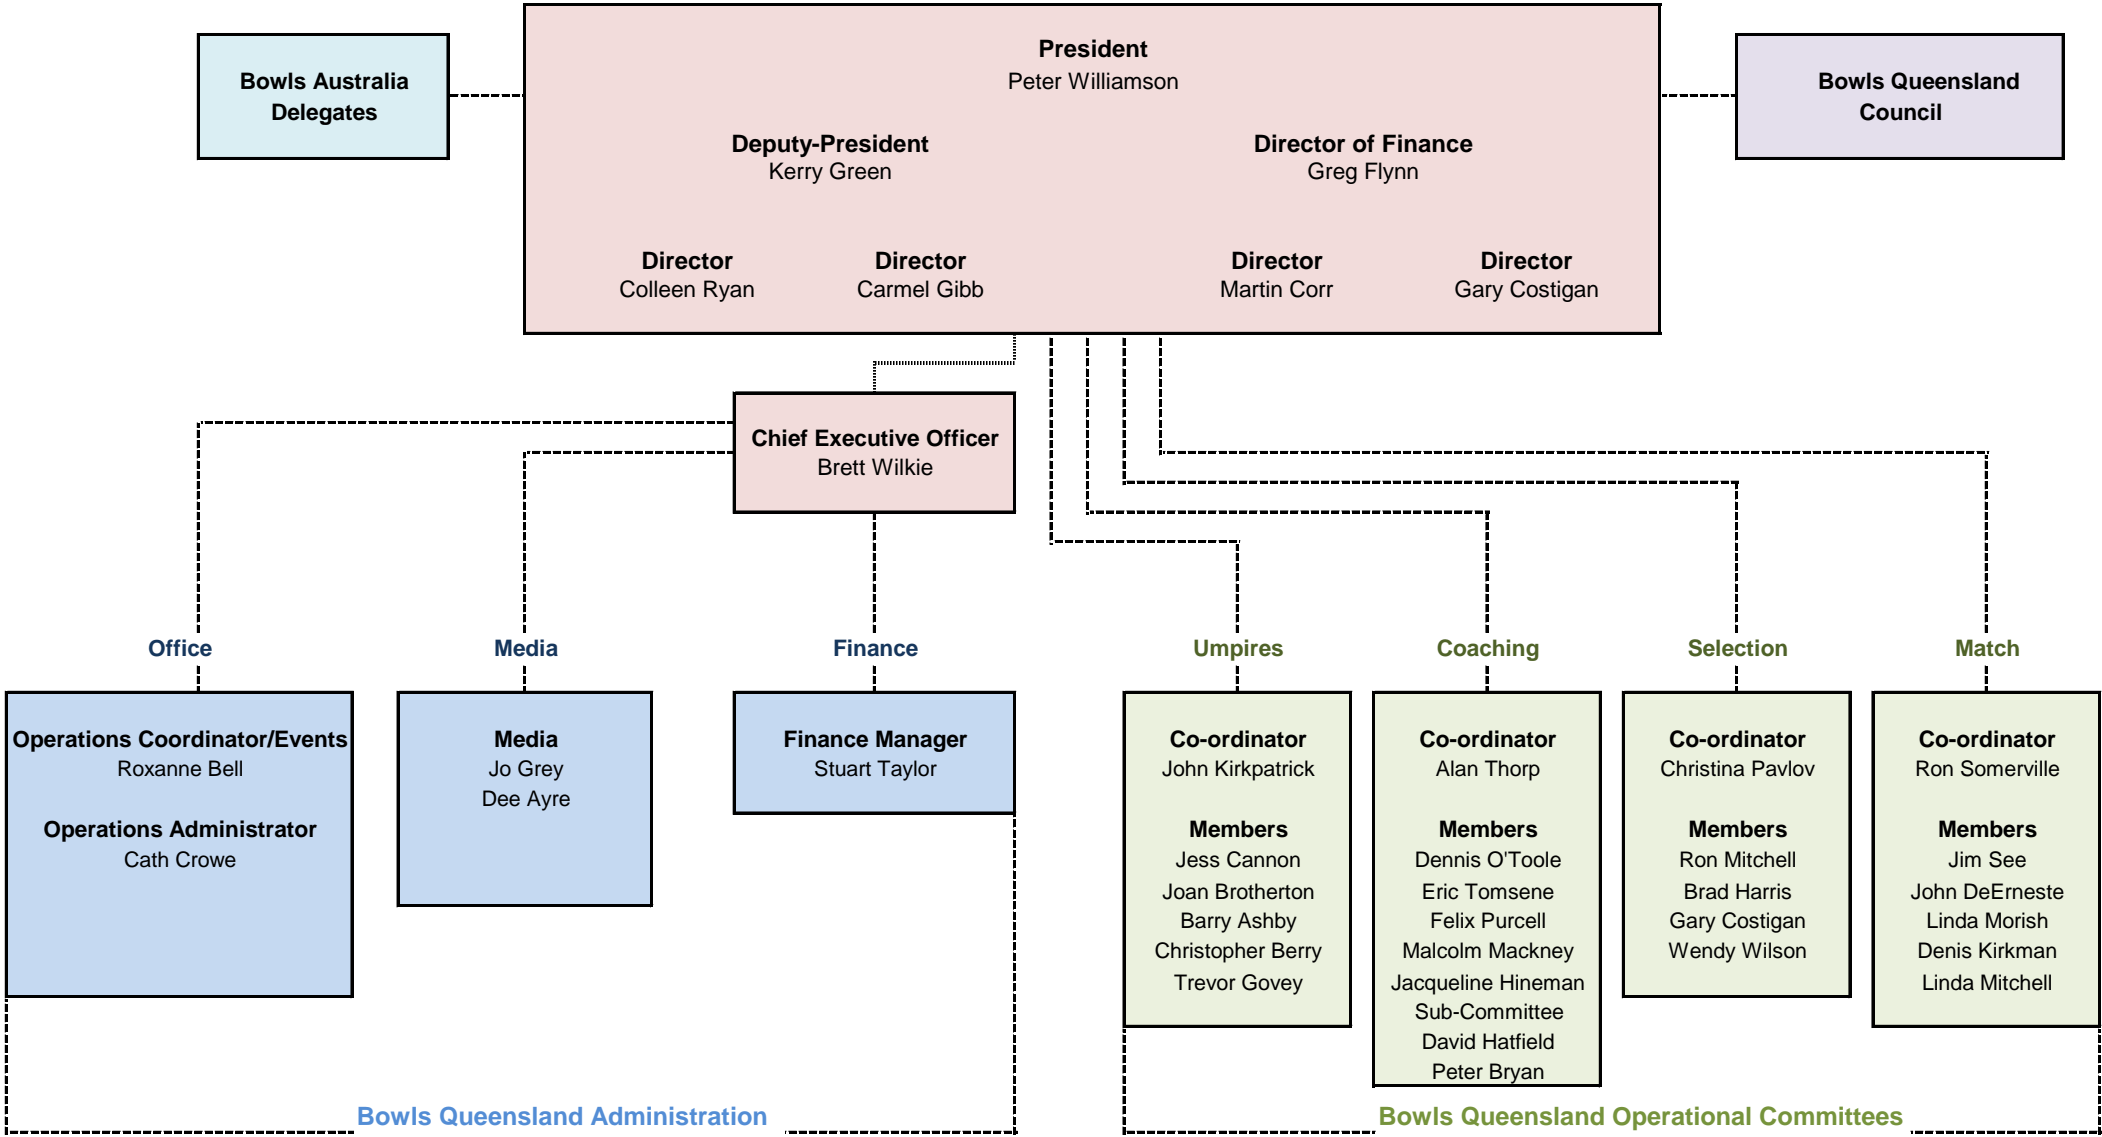 President
Peter Williamson
Bowls Australia
Delegates
Bowls Queensland
Council
Deputy-President
Kerry Green
Director of Finance
Greg Flynn
Director
Colleen Ryan
Director
Carmel Gibb
Director
Martin Corr
Director
Gary Costigan
Chief Executive Officer
Brett Wilkie
Office
Operations Coordinator/Events
Roxanne Bell
Operations Administrator
Cath Crowe
Media
Media
Jo Grey
Dee Ayre
Finance
Finance Manager
Stuart Taylor
Umpires
Co-ordinator
John Kirkpatrick
Members
Jess Cannon
Joan Brotherton
Barry Ashby
Christopher Berry
Trevor Govey
Coaching
Co-ordinator
Alan Thorp
Members
Dennis O'Toole
Eric Tomsene
Felix Purcell
Malcolm Mackney
Jacqueline Hineman
Sub-Committee
David Hatfield
Peter Bryan
Selection
Co-ordinator
Christina Pavlov
Members
Ron Mitchell
Brad Harris
Gary Costigan
Wendy Wilson
Match
Co-ordinator
Ron Somerville
Members
Jim See
John DeErneste
Linda Morish
Denis Kirkman
Linda Mitchell
Bowls Queensland Administration
Bowls Queensland Operational Committees